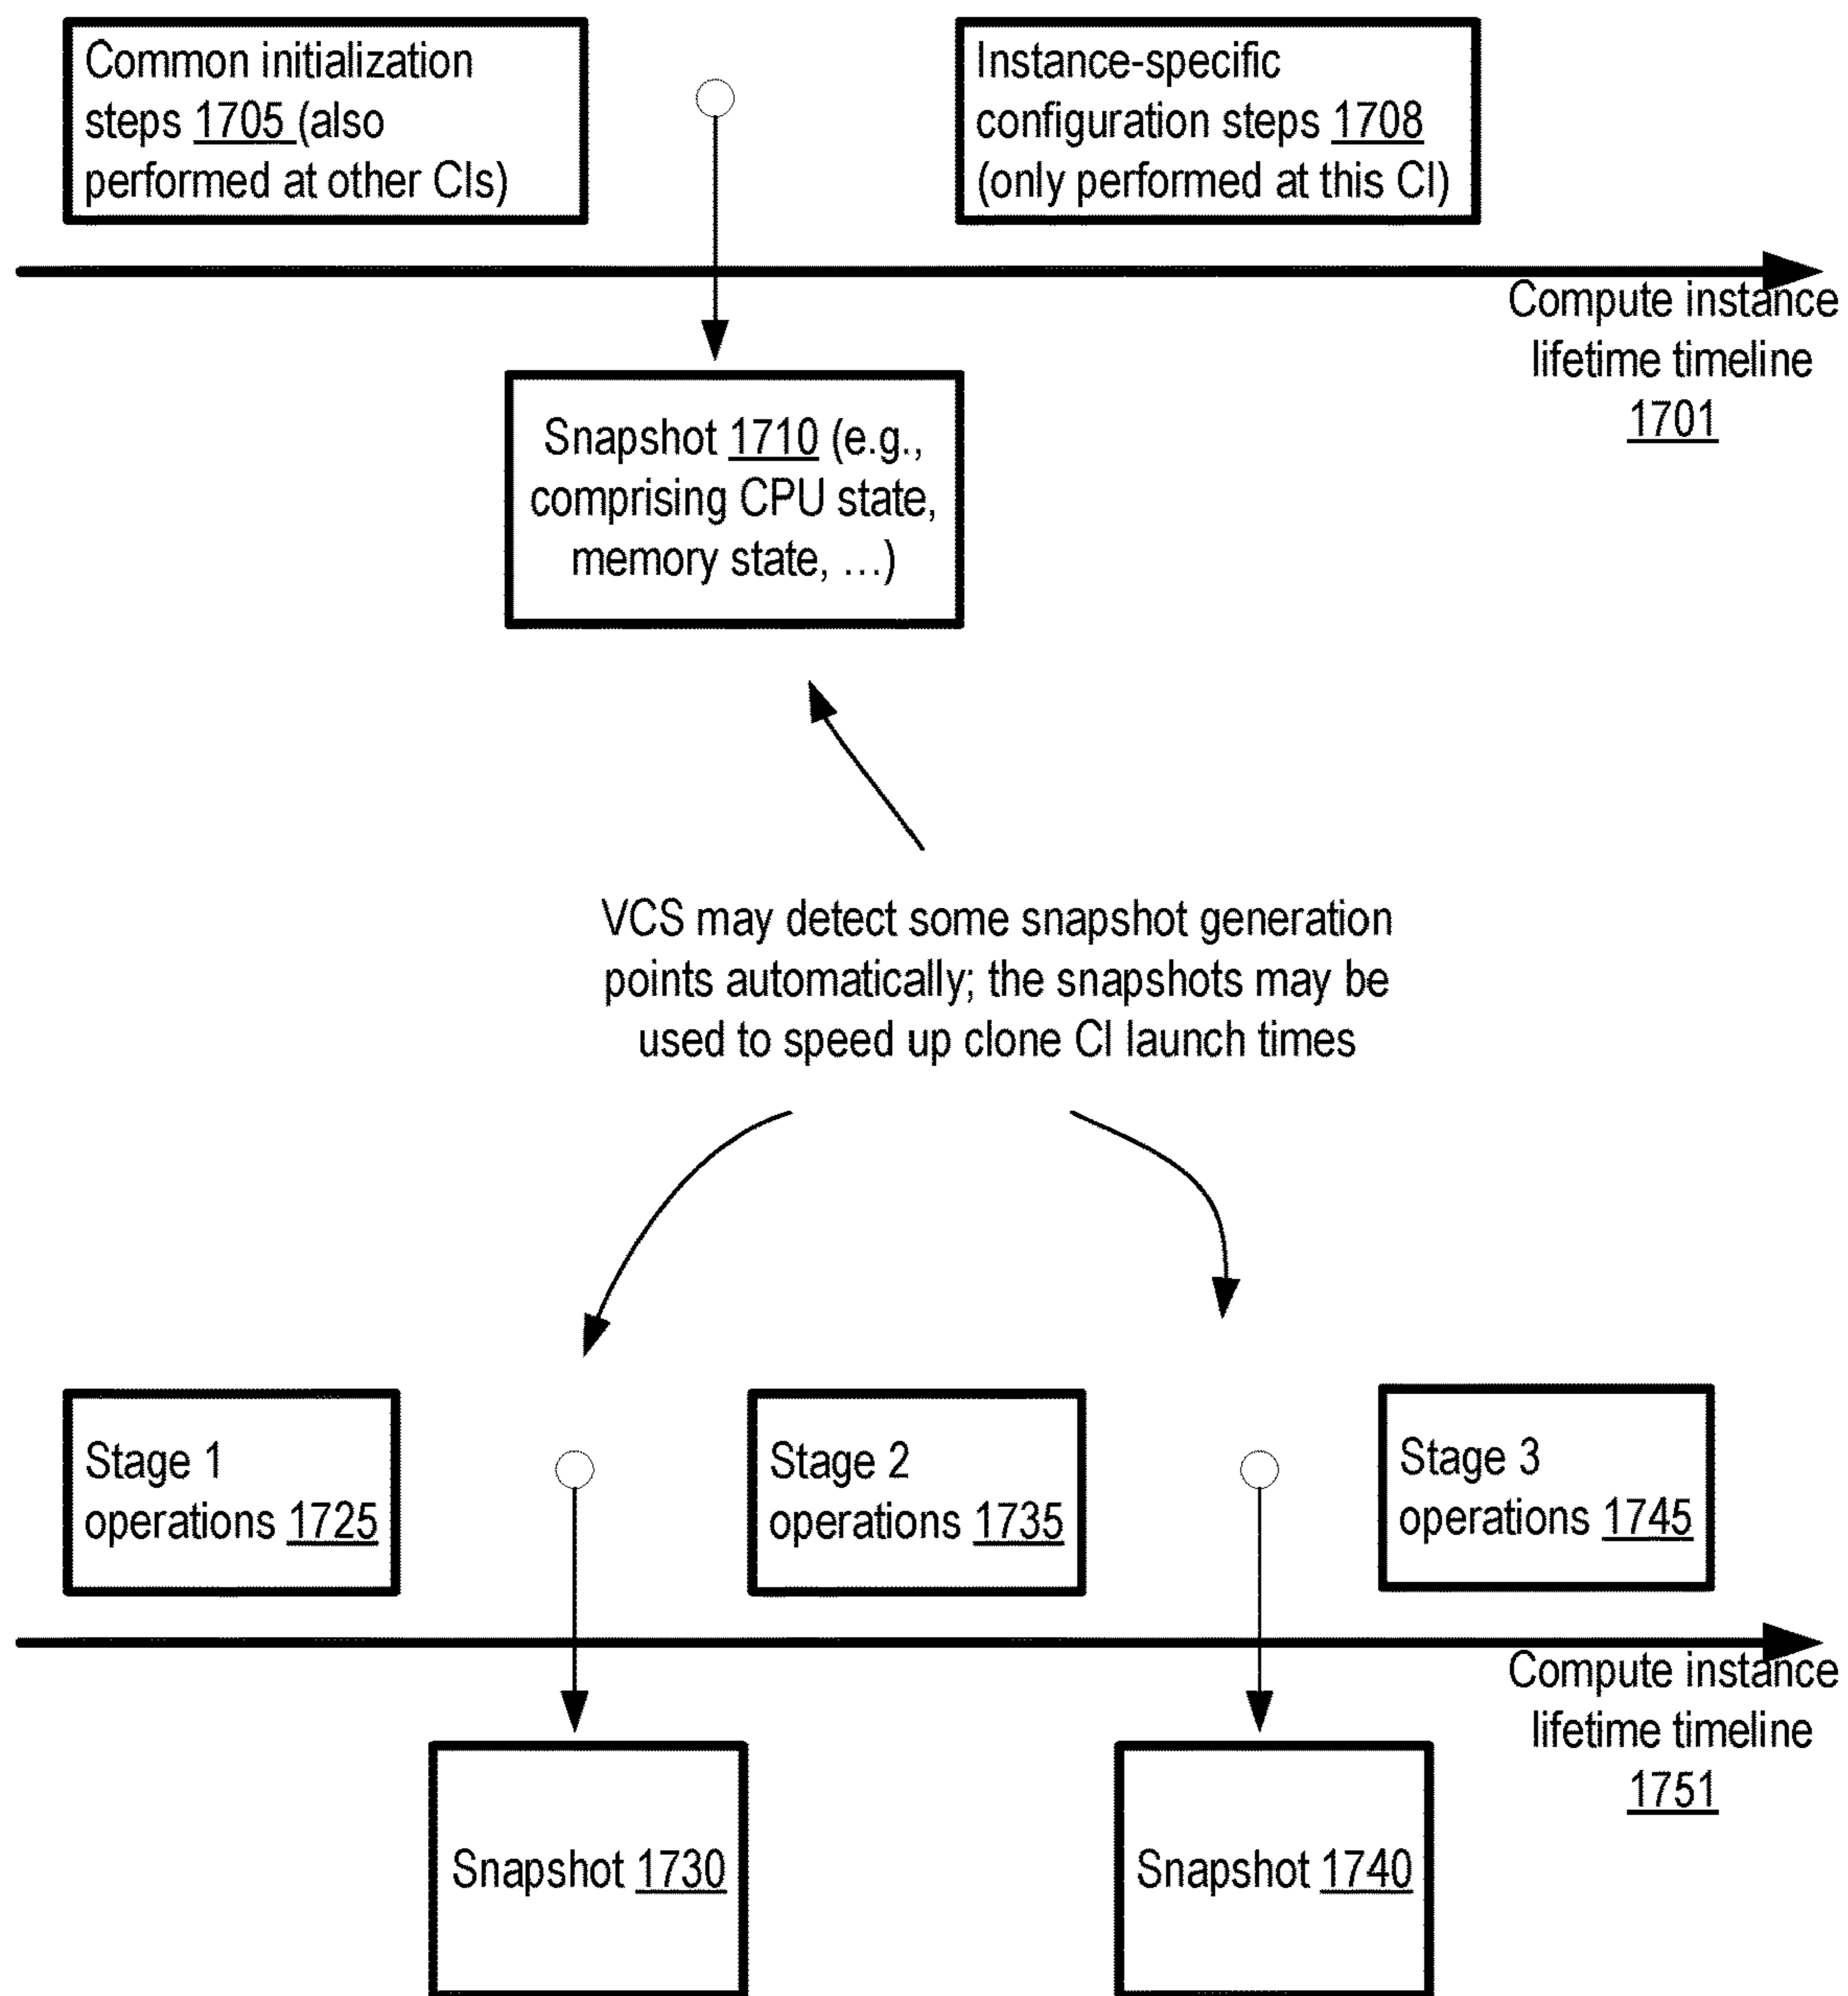 Common initialization
steps 1705 (also
performed at other CIs)
Instance-specific
configuration steps 1708
(only performed at this CI)
Compute instance
lifetime timeline
1701
Snapshot 1710 (e.g.,
comprising CPU state,
memory state, …)
VCS may detect some snapshot generation
points automatically; the snapshots may be
used to speed up clone CI launch times
Stage 1
operations 1725
Stage 2
operations 1735
Stage 3
operations 1745
Compute instance
lifetime timeline
1751
Snapshot 1730
Snapshot 1740